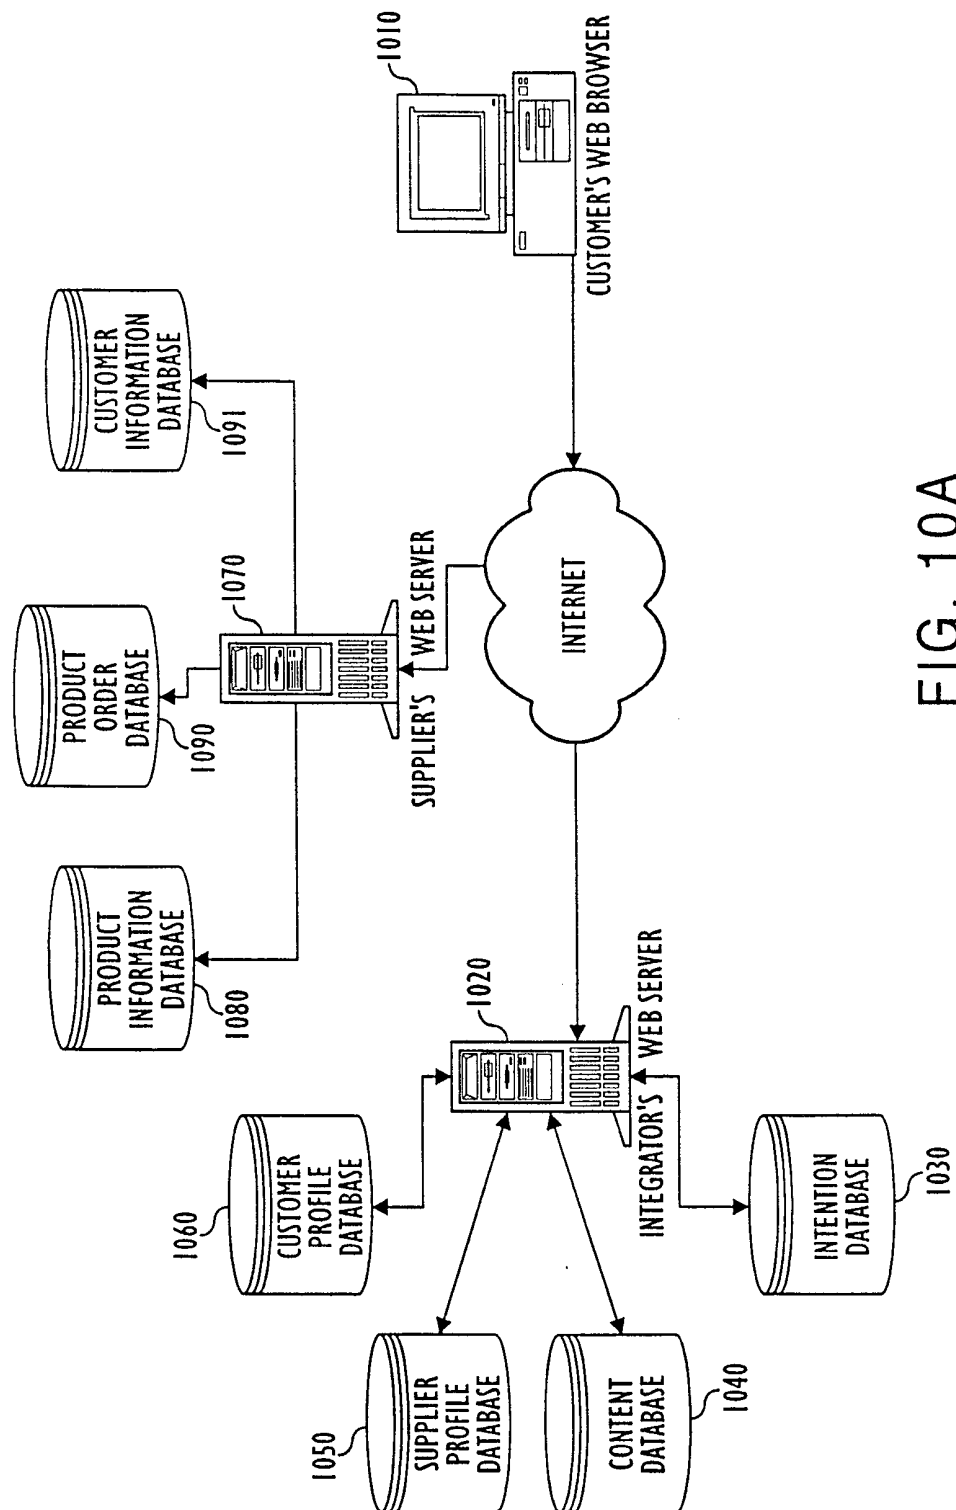 1050
SUPPLIER
PROFILE
DATABASE
CONTENT
DATABASE
1040
1060
CUSTOMER
PROFILE
DATABASE
INTENTION
DATABASE
1030
1020
INTEGRATOR'S WEB SERVER
PRODUCT
INFORMATION
DATABASE
1080
PRODUCT
ORDER
DATABASE
1090
1070
SUPPLIER'S WEB SERVER
CUSTOMER
INFORMATION
DATABASE
1091
INTERNET
1010
CUSTOMER'S WEB BROWSER
FIG. 10A